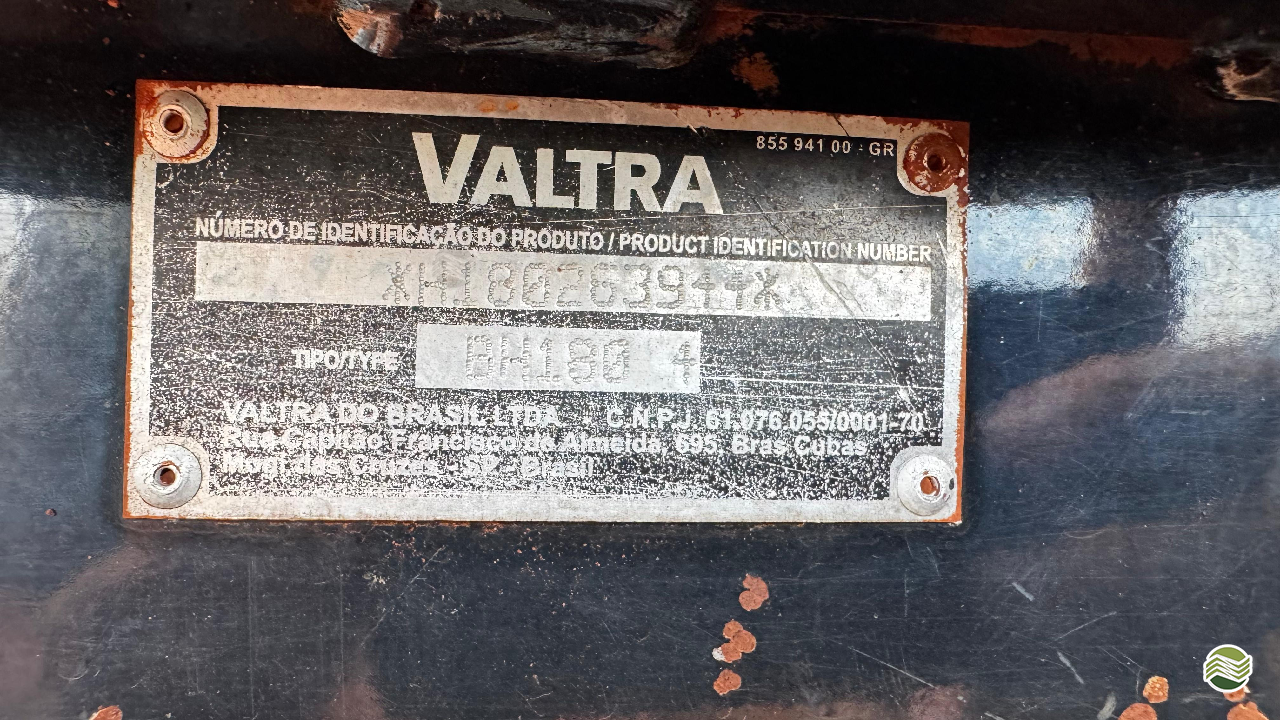 VALTRA
855 941 00 - GR
NÚMERO DE IDENTIFICAÇÃO DO PRODUTO / PRODUCT IDENTIFICATION NUMBER
*HJ180263944*
TIPO/TYPE BH180 4
VALTRA DO BRASIL LTDA. - C.N.P.J. 61.076.055/0001-70
Rua Capitão Francisco de Almeida, 695. Bras Cubas
Mogi das Cruzes - SP - Brasil